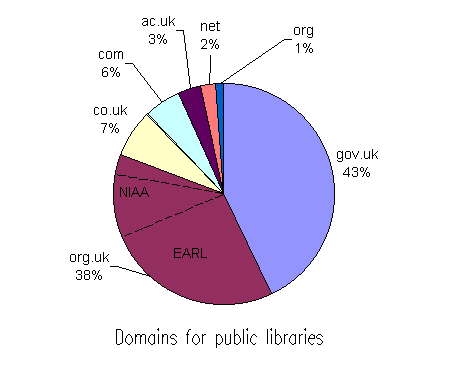 ac.uk
3%
net
2%
org
1%
com
6%
co.uk
7%
gov.uk
43%
NIAA
EARL
org.uk
38%
Domains for public libraries